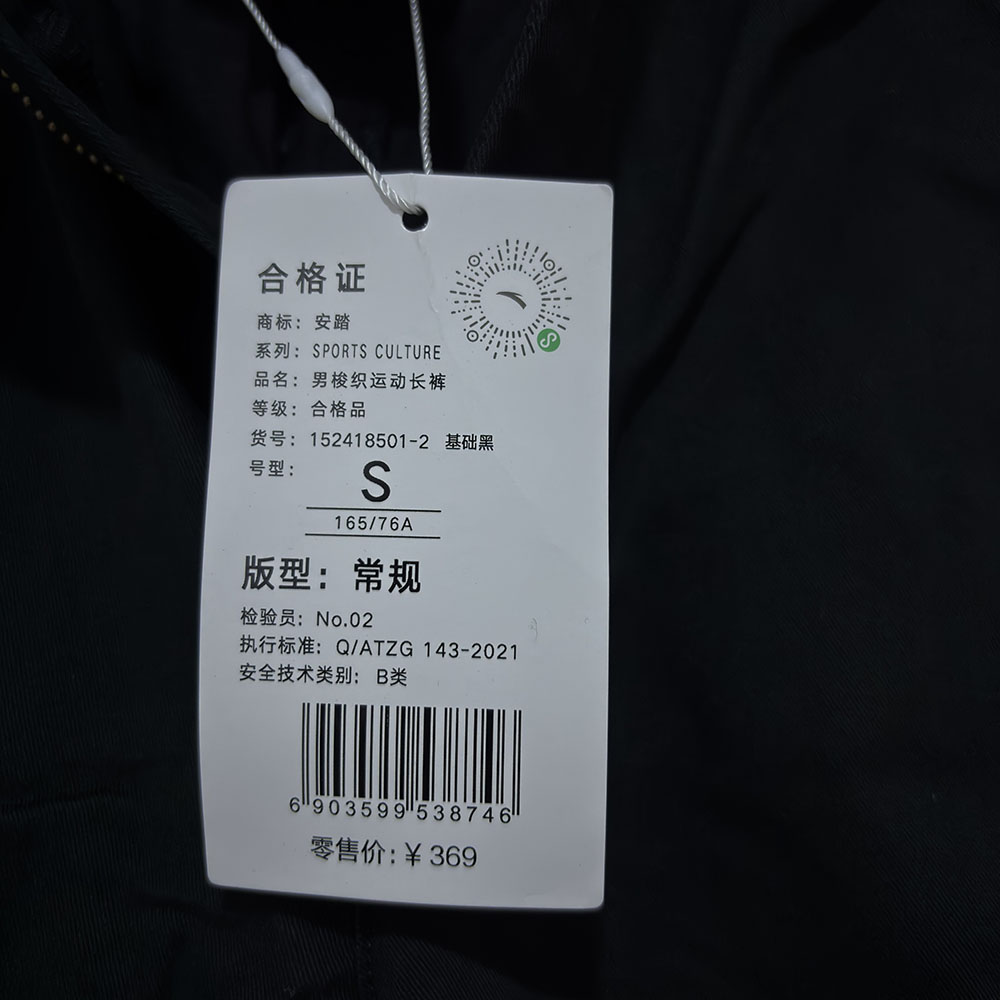 合格证
商标：安踏
系列：SPORTS CULTURE
品名：男梭织运动长裤
等级：合格品
货号：152418501-2 基础黑
号型：
S
165/76A
版型：常规
检验员：No.02
执行标准：Q/ATZG 143-2021
安全技术类别：B类
6 903599 538746
零售价：¥ 369